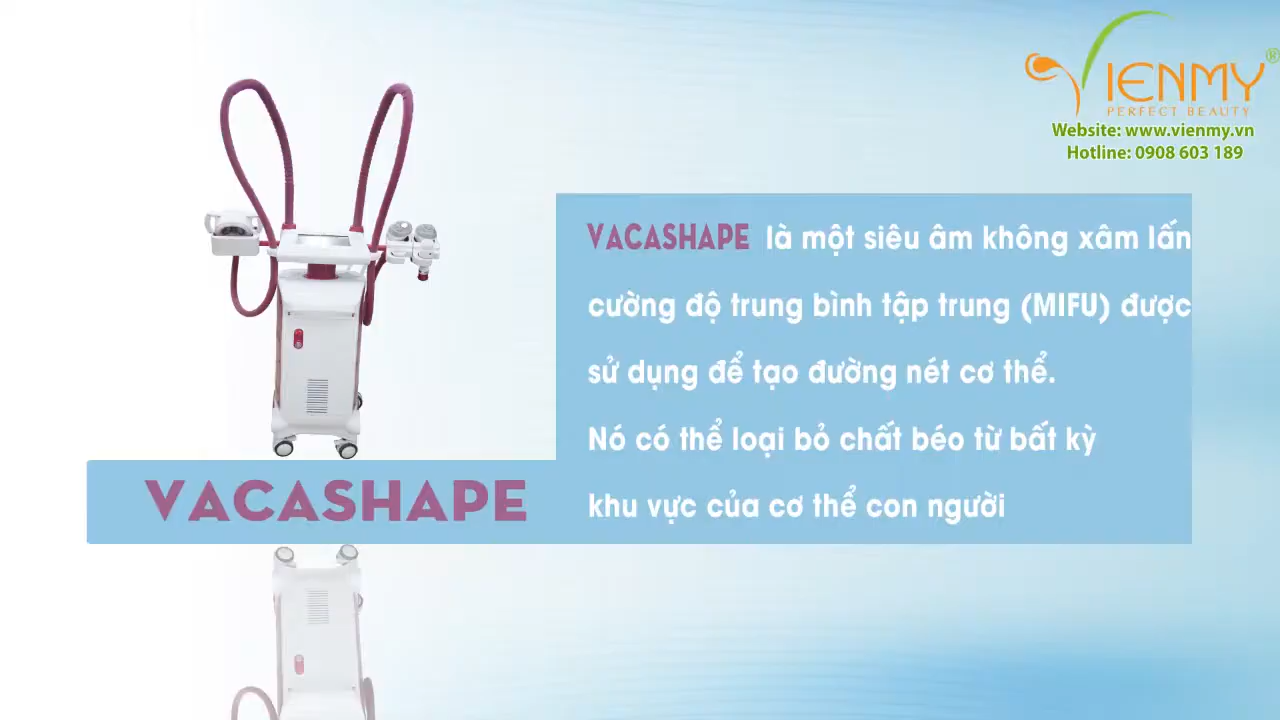 VIENMY®
PERFECT BEAUTY
Website: www.vienmy.vn
Hotline: 0908 603 189
VACASHAPE là một siêu âm không xâm lấn
cường độ trung bình tập trung (MIFU) được
sử dụng để tạo đường nét cơ thể.
Nó có thể loại bỏ chất béo từ bất kỳ
khu vực của cơ thể con người
VACASHAPE